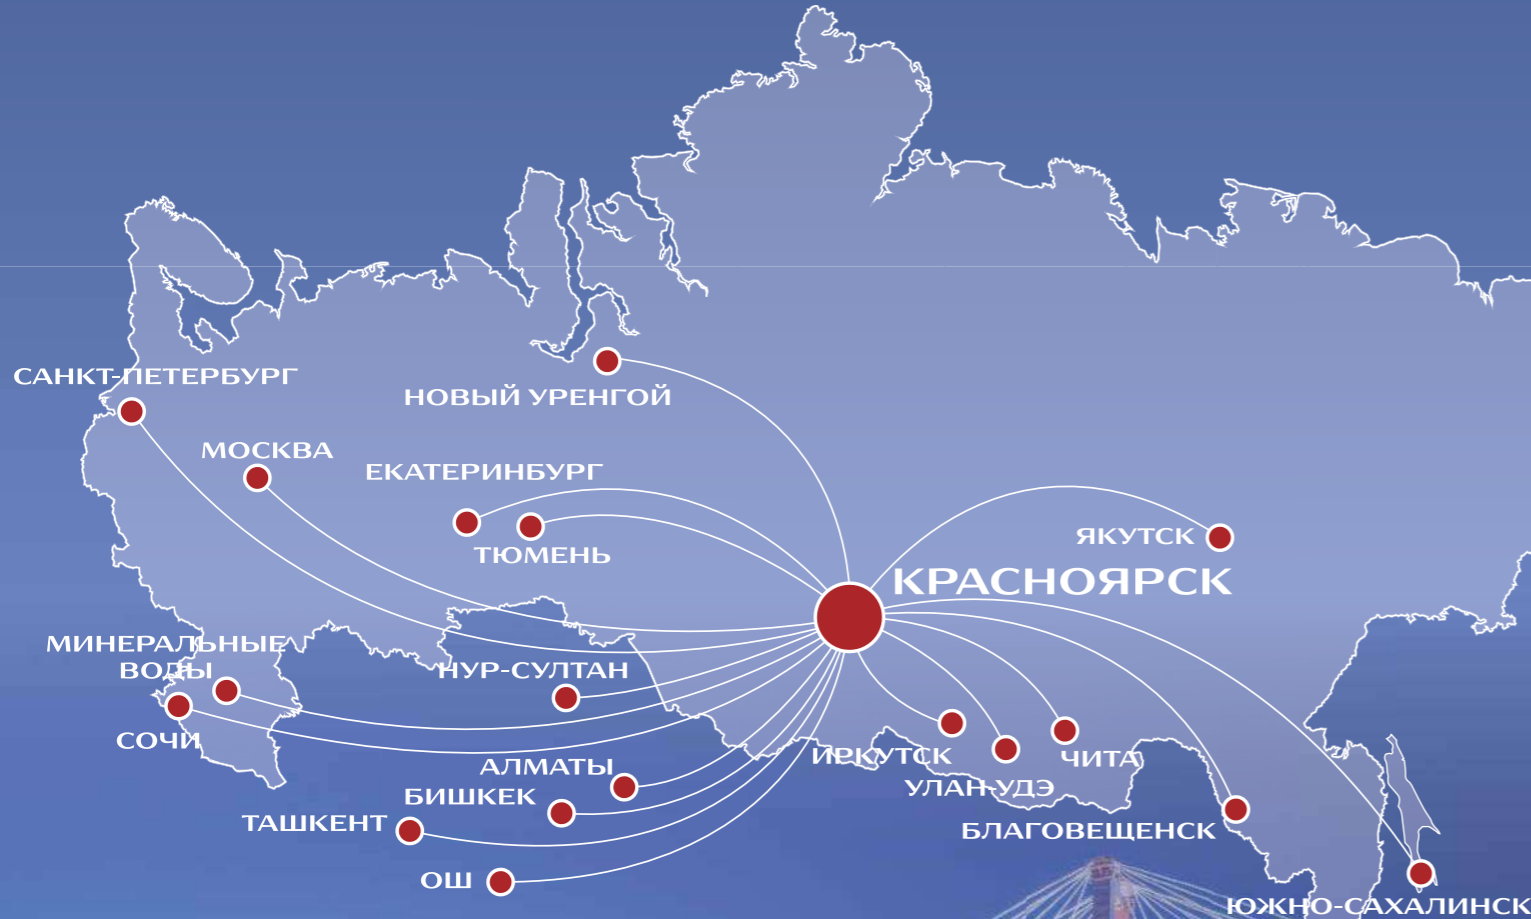 САНКТ-ПЕТЕРБУРГ
НОВЫЙ УРЕНГОЙ
МОСКВА
ЕКАТЕРИНБУРГ
ТЮМЕНЬ
ЯКУТСК
КРАСНОЯРСК
МИНЕРАЛЬНЫЕ
ВОДЫ
НУР-СУЛТАН
СОЧИ
ИРКУТСК
ЧИТА
АЛМАТЫ
УЛАН-УДЭ
БИШКЕК
ТАШКЕНТ
БЛАГОВЕЩЕНСК
ОШ
ЮЖНО-САХАЛИНСК